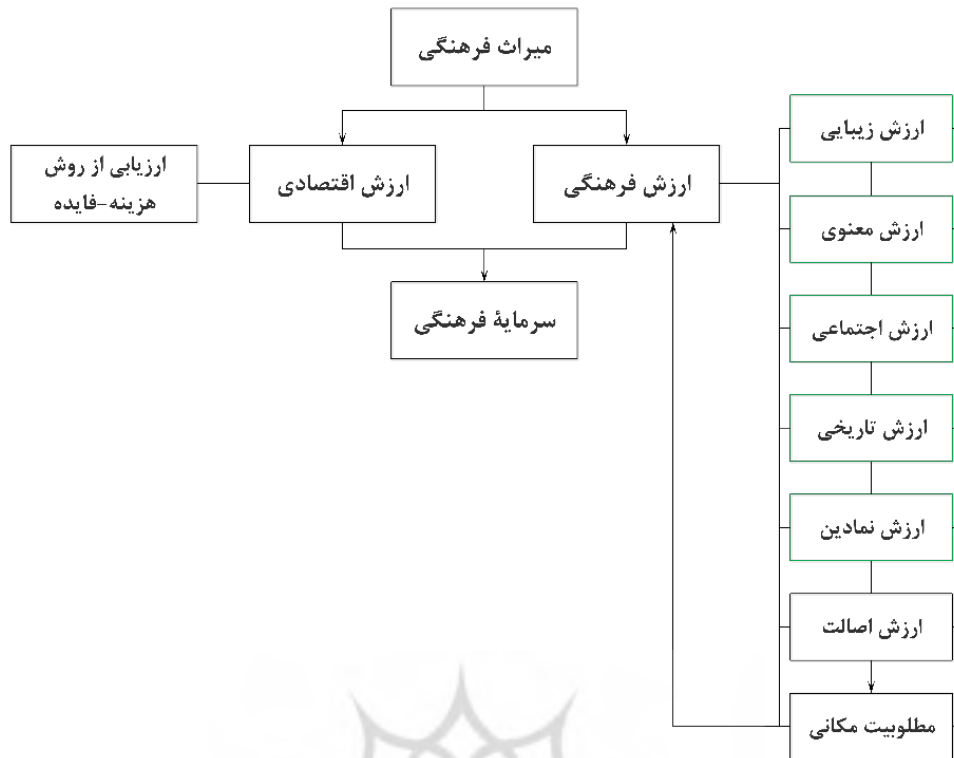 میراث فرهنگی
ارزش زیبایی
ارزش فرهنگی
ارزش اقتصادی
ارزیابی از روش
هزینه-فایده
ارزش معنوی
سرمایهٔ فرهنگی
ارزش اجتماعی
ارزش تاریخی
ارزش نمادین
ارزش اصالت
مطلوبیت مکانی